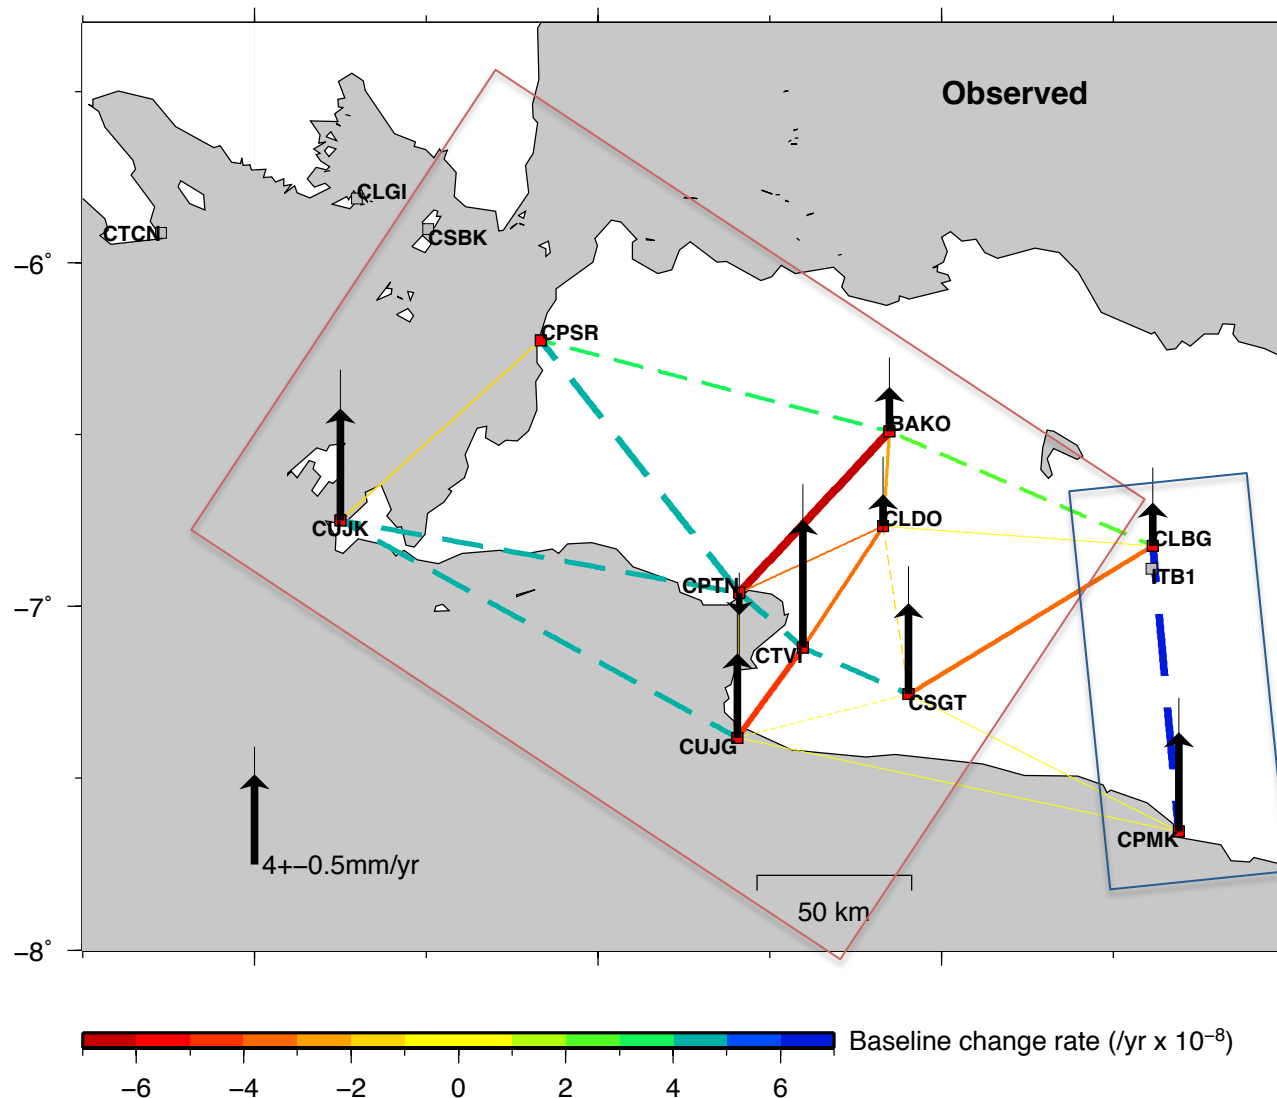 Observed
CLGI
CTCN
CSBK
−6°
CPSR
BAKO
CUJK
CLDO
CLBG
ITB1
CPTN
−7°
CTVI
CSGT
CUJG
CPMK
4+−0.5mm/yr
50 km
−8°
Baseline change rate (/yr x 10⁻⁸)
−6 −4 −2 0 2 4 6